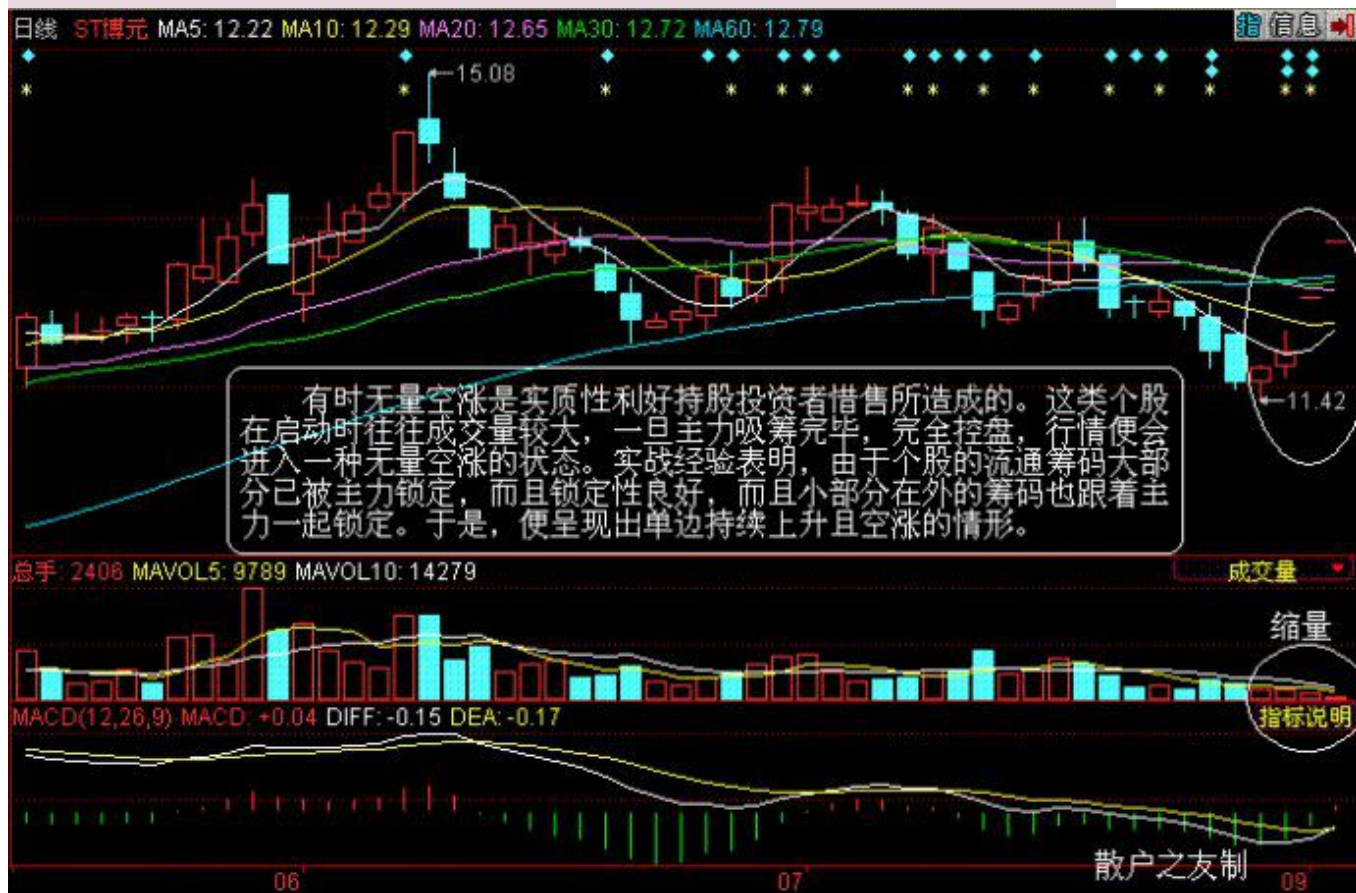 日线 ST博元 MA5: 12.22 MA10: 12.29 MA20: 12.65 MA30: 12.72 MA60: 12.79 指 信息
15.08
11.42
有时无量空涨是实质性利好持股投资者惜售所造成的。这类个股
在启动时往往成交量较大，一旦主力吸筹完毕，完全控盘，行情便会
进入一种无量空涨的状态。实战经验表明，由于个股的流通筹码大部
分已被主力锁定，而且锁定性良好，而且小部分在外的筹码也跟着主
力一起锁定。于是，便呈现出单边持续上升且空涨的情形。
总手: 2406 MAVOL5: 9789 MAVOL10: 14279 成交量
缩量
MACD(12,26,9) MACD: +0.04 DIFF: -0.15 DEA: -0.17 指标说明
散户之友制
06 07 09